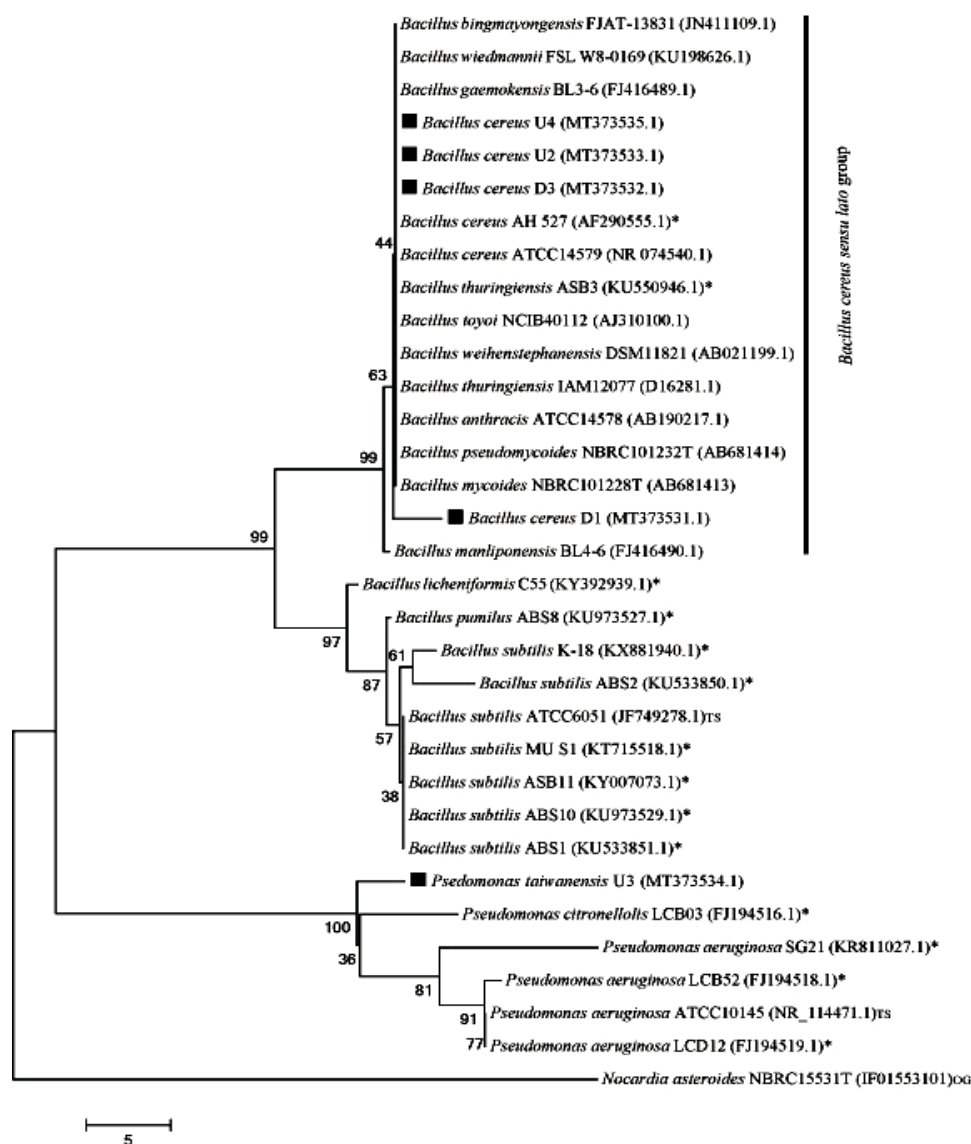 Bacillus bingmayongensis FJAT-13831 (JN411109.1)
Bacillus wiedmannii FSL W8-0169 (KU198626.1)
Bacillus gaemokensis BL3-6 (FJ416489.1)
Bacillus cereus U4 (MT373535.1)
Bacillus cereus U2 (MT373533.1)
Bacillus cereus D3 (MT373532.1)
Bacillus cereus AH 527 (AF290555.1)*
44
Bacillus cereus ATCC14579 (NR 074540.1)
Bacillus thuringiensis ASB3 (KU550946.1)*
Bacillus toyoi NCIB40112 (AJ310100.1)
Bacillus weihenstephanensis DSM11821 (AB021199.1)
63
Bacillus thuringiensis IAM12077 (D16281.1)
Bacillus anthracis ATCC14578 (AB190217.1)
Bacillus pseudomycoides NBRC101232T (AB681414)
99
Bacillus mycoides NBRC101228T (AB681413)
Bacillus cereus D1 (MT373531.1)
99
Bacillus manliponensis BL4-6 (FJ416490.1)
Bacillus cereus sensu lato group
Bacillus licheniformis C55 (KY392939.1)*
Bacillus pumilus ABS8 (KU973527.1)*
97
61
Bacillus subtilis K-18 (KX881940.1)*
87
Bacillus subtilis ABS2 (KU533850.1)*
Bacillus subtilis ATCC6051 (JF749278.1)TS
57
Bacillus subtilis MU S1 (KT715518.1)*
Bacillus subtilis ASB11 (KY007073.1)*
38
Bacillus subtilis ABS10 (KU973529.1)*
Bacillus subtilis ABS1 (KU533851.1)*
Psedomonas taiwanensis U3 (MT373534.1)
Pseudomonas citronellolis LCB03 (FJ194516.1)*
100
36
Pseudomonas aeruginosa SG21 (KR811027.1)*
Pseudomonas aeruginosa LCB52 (FJ194518.1)*
81
Pseudomonas aeruginosa ATCC10145 (NR_114471.1)TS
91
77
Pseudomonas aeruginosa LCD12 (FJ194519.1)*
Nocardia asteroides NBRC15531T (IF01553101)OG
5